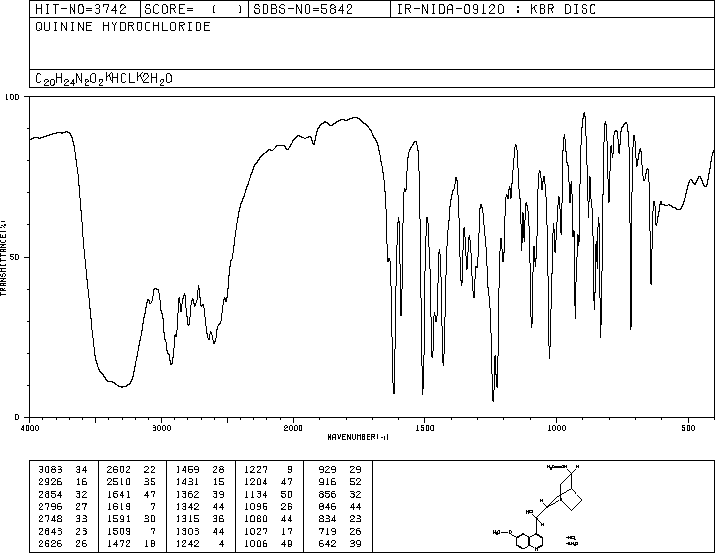 HIT-NO=3742 SCORE= ( ) SDBS-NO=5842 IR-NIDA-09120 : KBR DISC
QUININE HYDROCHLORIDE
C20H24N2O2KHCLK2H2O
100
TRANSMITTANCE(%)
50
0
4000 3000 2000 1500 1000 500
WAVENUMBER(-1)
3083 34 2602 22 1459 28 1227 9 929 29
2926 16 2510 35 1431 15 1204 47 916 52
2854 32 1641 47 1362 39 1134 50 856 32
2796 27 1619 7 1342 44 1096 26 846 44
2748 33 1591 30 1315 36 1080 44 834 23
2643 23 1509 7 1303 44 1027 17 719 26
2626 26 1472 18 1242 4 1006 49 642 39
HO
H
H
N